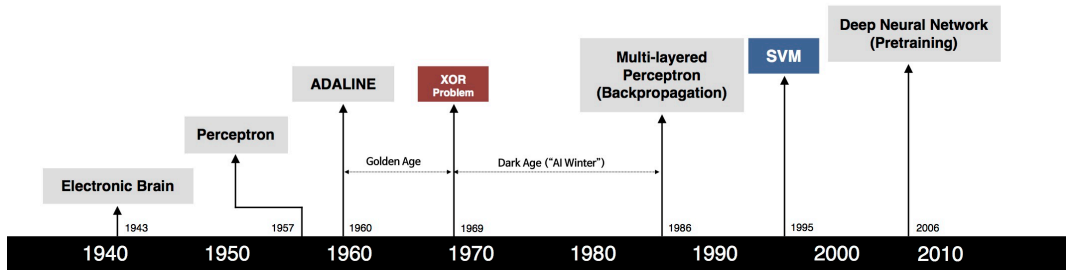 Deep Neural Network
(Pretraining)
Multi-layered
Perceptron
(Backpropagation)
SVM
ADALINE
XOR
Problem
Perceptron
Golden Age
Dark Age ("AI Winter")
Electronic Brain
1943
1957
1960
1969
1986
1995
2006
1940
1950
1960
1970
1980
1990
2000
2010